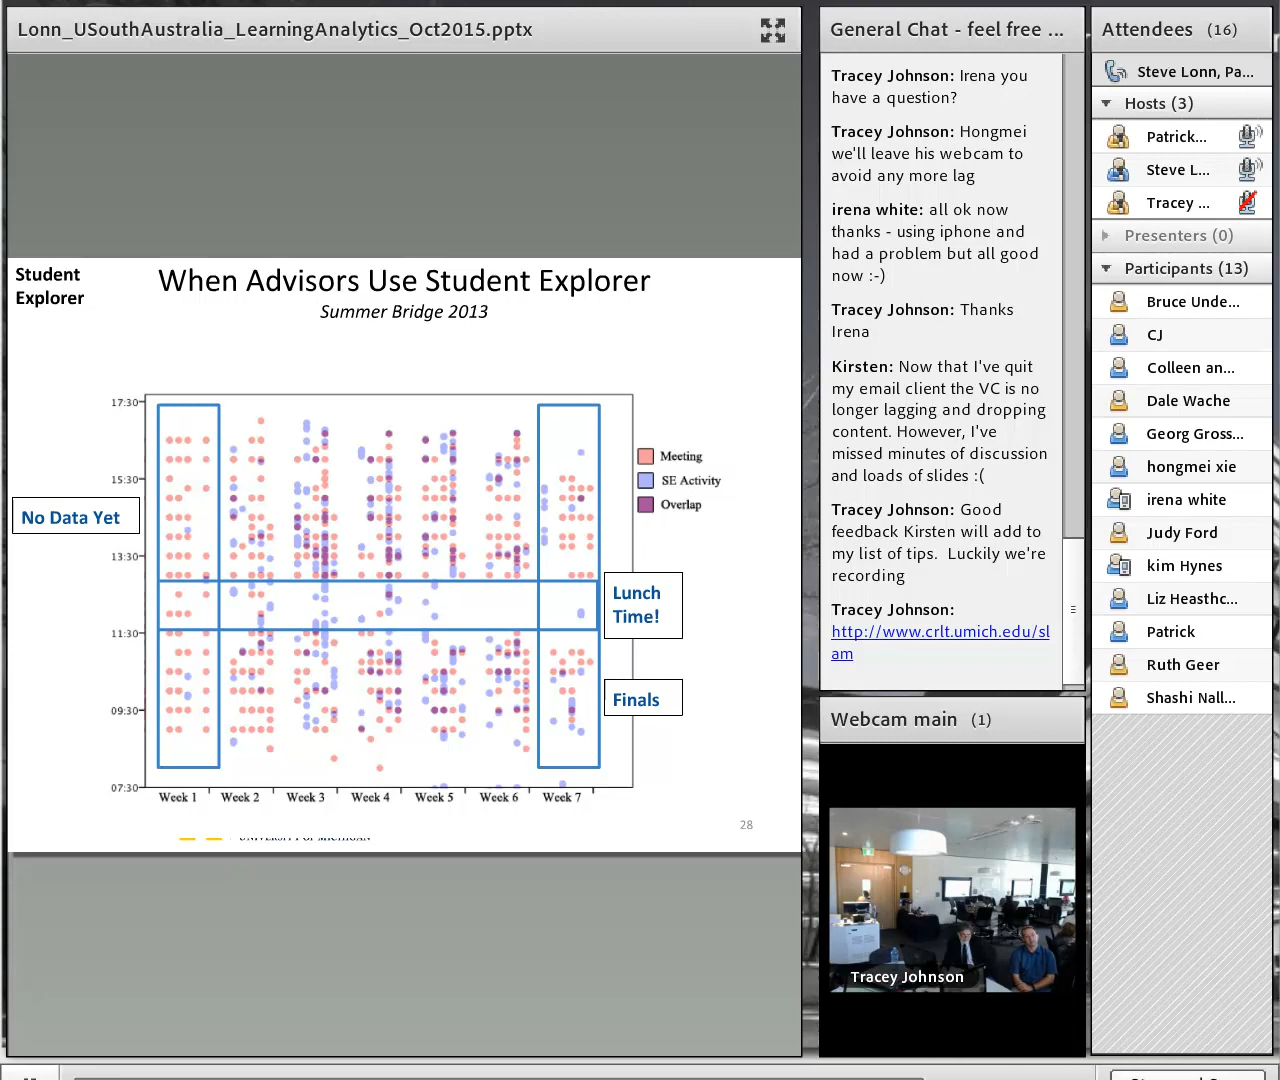 Lonn_USouthAustralia_LearningAnalytics_Oct2015.pptx
Student
Explorer
When Advisors Use Student Explorer
Summer Bridge 2013
17:30
15:30
13:30
11:30
09:30
07:30
No Data Yet
Meeting
SE Activity
Overlap
Lunch
Time!
Finals
Week 1
Week 2
Week 3
Week 4
Week 5
Week 6
Week 7
28
General Chat - feel free ...
Tracey Johnson: Irena you
have a question?
Tracey Johnson: Hongmei
we'll leave his webcam to
avoid any more lag
irena white: all ok now
thanks - using iphone and
had a problem but all good
now :-)
Tracey Johnson: Thanks
Irena
Kirsten: Now that I've quit
my email client the VC is no
longer lagging and dropping
content. However, I've
missed minutes of discussion
and loads of slides :(
Tracey Johnson: Good
feedback Kirsten will add to
my list of tips. Luckily we're
recording
Tracey Johnson:
http://www.crlt.umich.edu/sl
am
Webcam main (1)
Tracey Johnson
Attendees (16)
Steve Lonn, Pa...
Hosts (3)
Patrick...
Steve L...
Tracey ...
Presenters (0)
Participants (13)
Bruce Unde...
CJ
Colleen an...
Dale Wache
Georg Gross...
hongmei xie
irena white
Judy Ford
kim Hynes
Liz Heasthc...
Patrick
Ruth Geer
Shashi Nall...